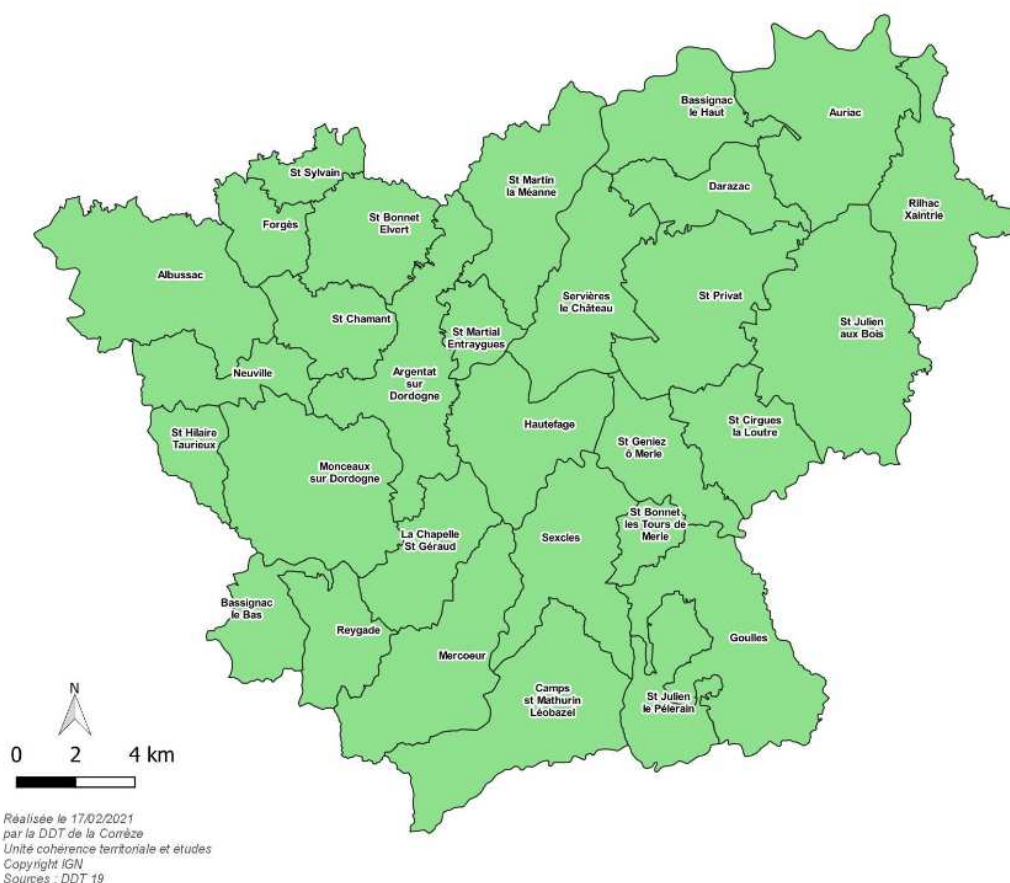 Bassignac
le Haut
Auriac
St Sylvain
St Martin
la Méanne
Darazac
Rilhac
Xaintrie
Forgès
St Bonnet
Elvert
Albussac
Servières
le Château
St Privat
St Chamant
St Martial
Entraygues
St Julien
aux Bois
Neuville
Argentat
sur
Dordogne
Hautefage
St Cirgues
la Loutre
St Hilaire
Taurieux
St Geniez
ô Merle
Monceaux
sur Dordogne
St Bonnet
les Tours de
Merle
La Chapelle
St Géraud
Sexcles
Bassignac
le Bas
Reygade
Goulles
Mercoeur
Camps
st Mathurin
Léobazel
St Julien
le Pélerain
N
0 2 4 km
Réalisée le 17/02/2021
par la DDT de la Corrèze
Unité cohérence territoriale et études
Copyright IGN
Sources : DDT 19